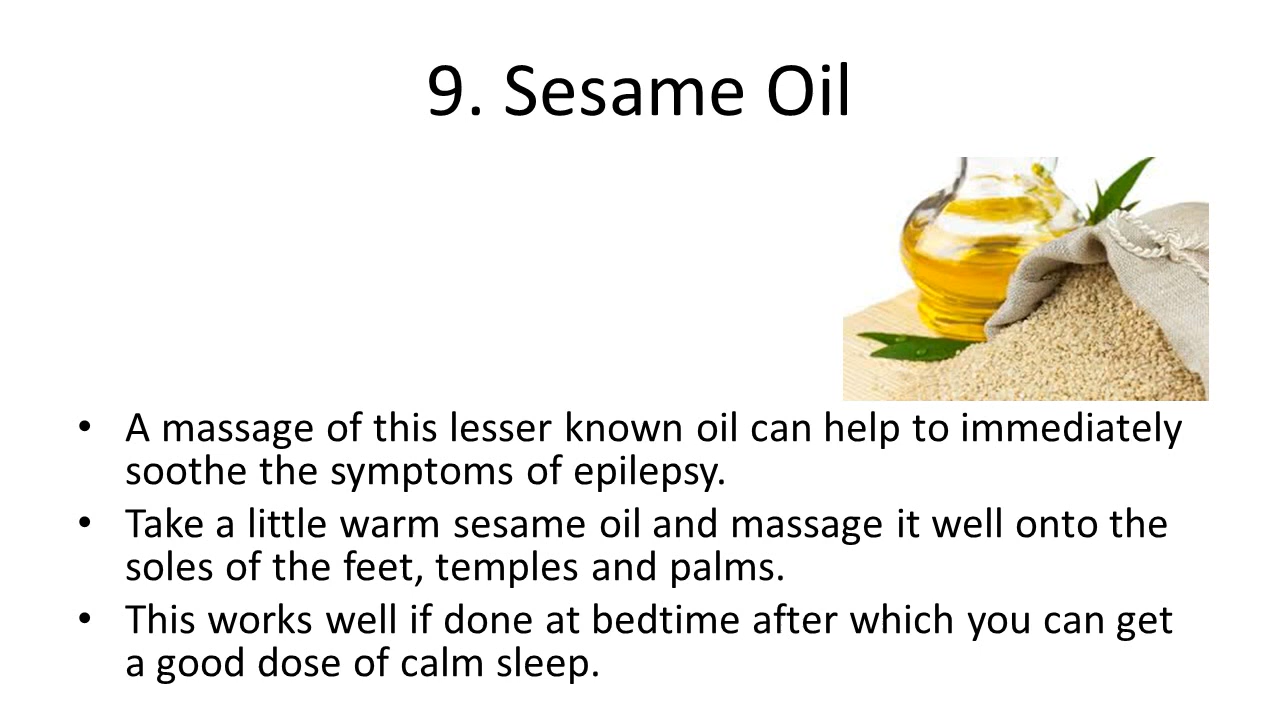 9. Sesame Oil
• A massage of this lesser known oil can help to immediately
soothe the symptoms of epilepsy.
• Take a little warm sesame oil and massage it well onto the
soles of the feet, temples and palms.
• This works well if done at bedtime after which you can get
a good dose of calm sleep.